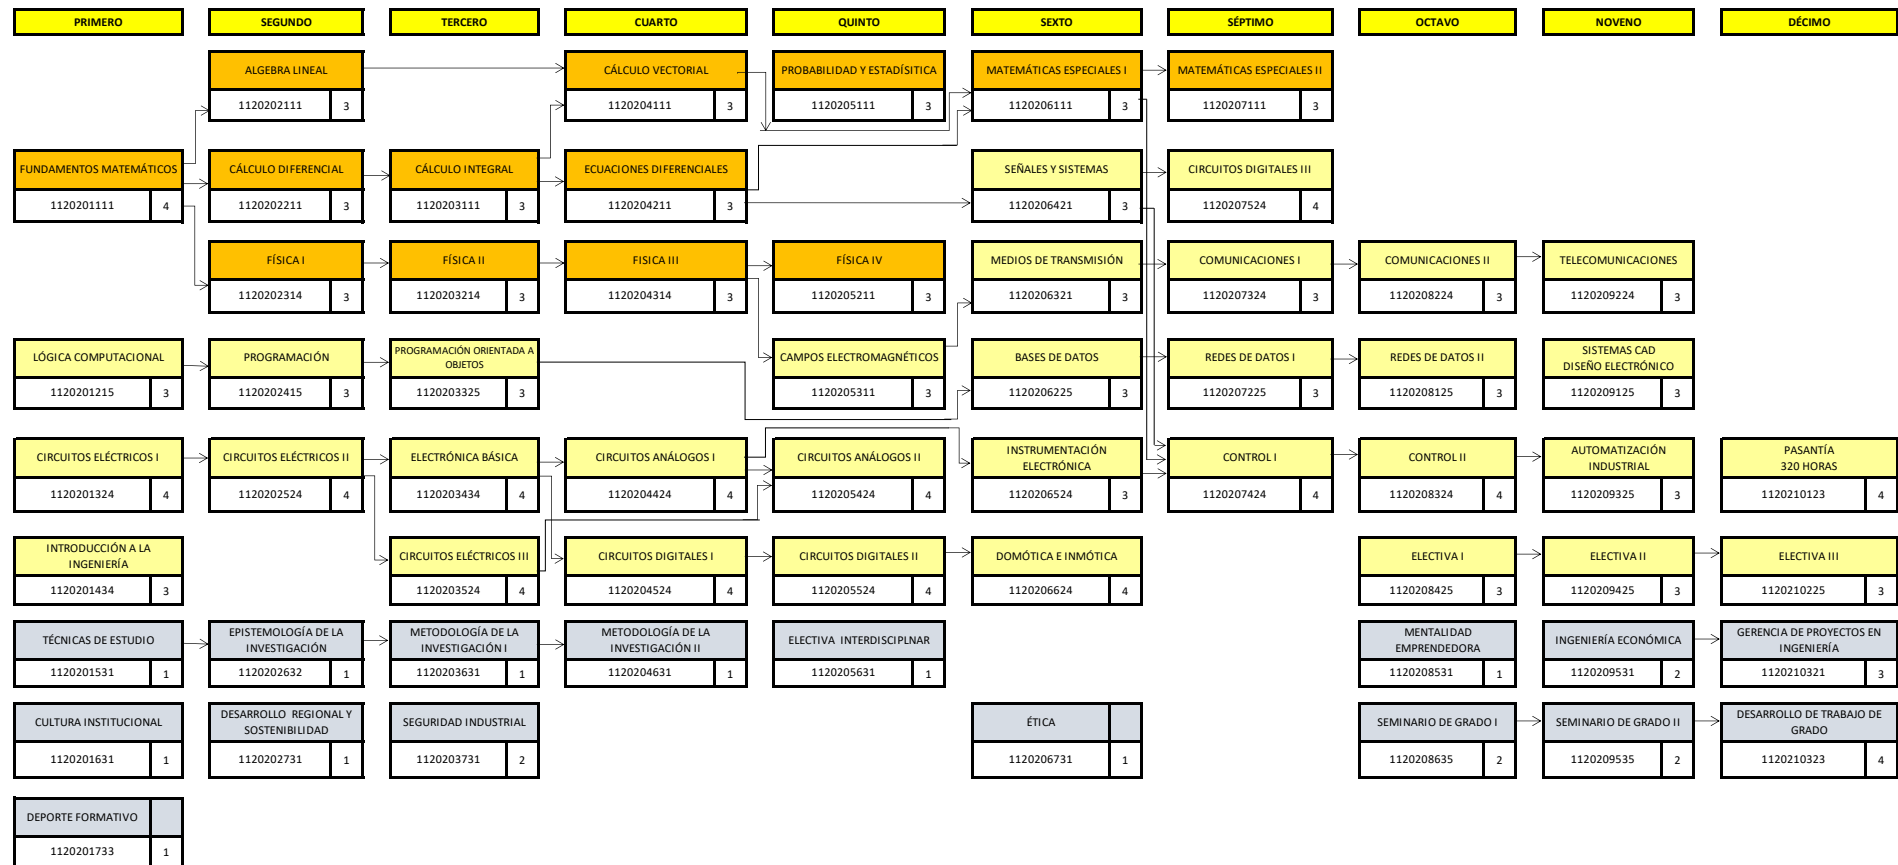 PRIMERO SEGUNDO TERCERO CUARTO QUINTO SEXTO SÉPTIMO OCTAVO NOVENO DÉCIMO
ALGEBRA LINEAL CÁLCULO VECTORIAL PROBABILIDAD Y ESTADÍSITICA MATEMÁTICAS ESPECIALES I MATEMÁTICAS ESPECIALES II
1120202111 3 1120204111 3 1120205111 3 1120206111 3 1120207111 3
FUNDAMENTOS MATEMÁTICOS CÁLCULO DIFERENCIAL CÁLCULO INTEGRAL ECUACIONES DIFERENCIALES SEÑALES Y SISTEMAS CIRCUITOS DIGITALES III
1120201111 4 1120202211 3 1120203111 3 1120204211 3 1120206421 3 1120207524 4
FÍSICA I FÍSICA II FISICA III FÍSICA IV MEDIOS DE TRANSMISIÓN COMUNICACIONES I COMUNICACIONES II TELECOMUNICACIONES
1120202314 3 1120203214 3 1120204314 3 1120205211 3 1120206321 3 1120207324 3 1120208224 3 1120209224 3
LÓGICA COMPUTACIONAL PROGRAMACIÓN PROGRAMACIÓN ORIENTADA A
OBJETOS CAMPOS ELECTROMAGNÉTICOS BASES DE DATOS REDES DE DATOS I REDES DE DATOS II SISTEMAS CAD
DISEÑO ELECTRÓNICO
1120201215 3 1120202415 3 1120203325 3 1120205311 3 1120206225 3 1120207225 3 1120208125 3 1120209125 3
CIRCUITOS ELÉCTRICOS I CIRCUITOS ELÉCTRICOS II ELECTRÓNICA BÁSICA CIRCUITOS ANÁLOGOS I CIRCUITOS ANÁLOGOS II INSTRUMENTACIÓN
ELECTRÓNICA CONTROL I CONTROL II AUTOMATIZACIÓN
INDUSTRIAL PASANTÍA
320 HORAS
1120201324 4 1120202524 4 1120203434 4 1120204424 4 1120205424 4 1120206524 3 1120207424 4 1120208324 4 1120209325 3 1120210123 4
INTRODUCCIÓN A LA
INGENIERÍA CIRCUITOS ELÉCTRICOS III CIRCUITOS DIGITALES I CIRCUITOS DIGITALES II DOMÓTICA E INMÓTICA ELECTIVA I ELECTIVA II ELECTIVA III
1120201434 3 1120203524 4 1120204524 4 1120205524 4 1120206624 4 1120208425 3 1120209425 3 1120210225 3
TÉCNICAS DE ESTUDIO EPISTEMOLOGÍA DE LA
INVESTIGACIÓN METODOLOGÍA DE LA
INVESTIGACIÓN I METODOLOGÍA DE LA
INVESTIGACIÓN II ELECTIVA INTERDISCIPLNAR MENTALIDAD
EMPRENDEDORA INGENIERÍA ECONÓMICA GERENCIA DE PROYECTOS EN
INGENIERÍA
1120201531 1 1120202632 1 1120203631 1 1120204631 1 1120205631 1 1120208531 1 1120209531 2 1120210321 3
CULTURA INSTITUCIONAL DESARROLLO REGIONAL Y
SOSTENIBILIDAD SEGURIDAD INDUSTRIAL ÉTICA SEMINARIO DE GRADO I SEMINARIO DE GRADO II DESARROLLO DE TRABAJO DE
GRADO
1120201631 1 1120202731 1 1120203731 2 1120206731 1 1120208635 2 1120209535 2 1120210323 4
DEPORTE FORMATIVO
1120201733 1